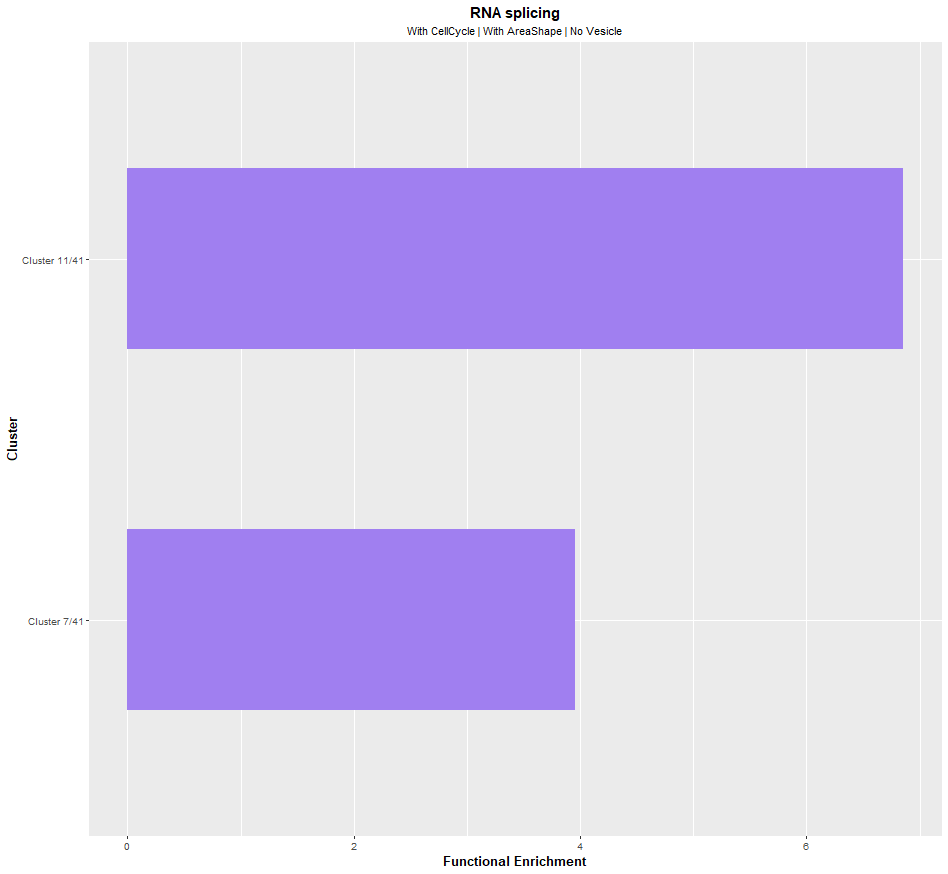 RNA splicing
With CellCycle | With AreaShape | No Vesicle
Cluster 11/41
Cluster
Cluster 7/41
0 2 4 6
Functional Enrichment